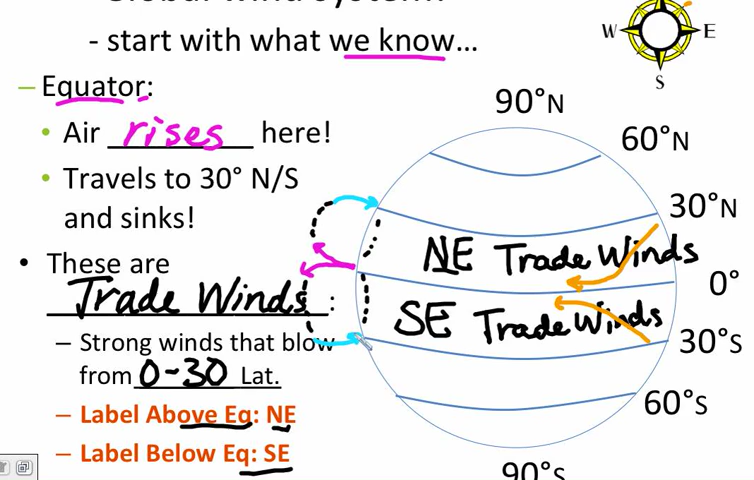 Global Wind System?
- start with what we know...
– Equator:
• Air rises here!
• Travels to 30° N/S
and sinks!
• These are
Trade Winds:
– Strong winds that blow
from 0-30 Lat.
– Label Above Eq: NE
– Label Below Eq: SE
W E
S
90°N
60°N
30°N
NE Trade Winds
0°
SE Trade Winds
30°S
60°S
90°S